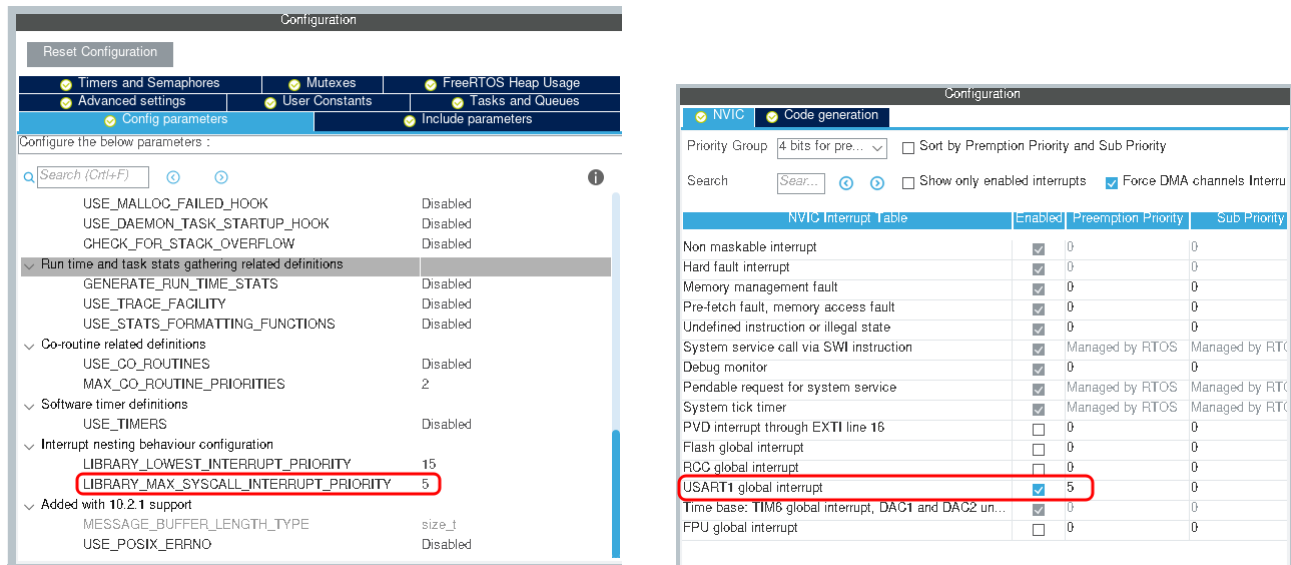 Configuration
Reset Configuration
Timers and Semaphores Mutexes FreeRTOS Heap Usage
Advanced settings User Constants Tasks and Queues
Config parameters Include parameters
Configure the below parameters :
Search (Crtl+F)
USE_MALLOC_FAILED_HOOK Disabled
USE_DAEMON_TASK_STARTUP_HOOK Disabled
CHECK_FOR_STACK_OVERFLOW Disabled
Run time and task stats gathering related definitions
GENERATE_RUN_TIME_STATS Disabled
USE_TRACE_FACILITY Disabled
USE_STATS_FORMATTING_FUNCTIONS Disabled
Co-routine related definitions
USE_CO_ROUTINES Disabled
MAX_CO_ROUTINE_PRIORITIES 2
Software timer definitions
USE_TIMERS Disabled
Interrupt nesting behaviour configuration
LIBRARY_LOWEST_INTERRUPT_PRIORITY 15
LIBRARY_MAX_SYSCALL_INTERRUPT_PRIORITY 5
Added with 10.2.1 support
MESSAGE_BUFFER_LENGTH_TYPE size_t
USE_POSIX_ERRNO Disabled
Configuration
NVIC Code generation
Priority Group 4 bits for pre... Sort by Premption Priority and Sub Priority
Search Sear... Show only enabled interrupts Force DMA channels Interru
NVIC Interrupt Table Enabled Preemption Priority Sub Priority
Non maskable interrupt 0 0
Hard fault interrupt 0 0
Memory management fault 0 0
Pre-fetch fault, memory access fault 0 0
Undefined instruction or illegal state 0 0
System service call via SWI instruction Managed by RTOS Managed by RT
Debug monitor 0 0
Pendable request for system service Managed by RTOS Managed by RT
System tick timer Managed by RTOS Managed by RT
PVD interrupt through EXTI line 16 0 0
Flash global interrupt 0 0
RCC global interrupt 0 0
USART1 global interrupt 5 0
Time base: TIM6 global interrupt, DAC1 and DAC2 un... 0 0
FPU global interrupt 0 0